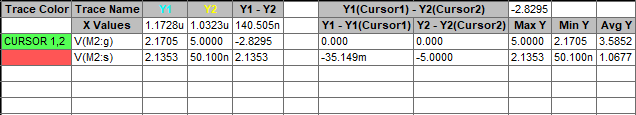 Trace Color Trace Name Y1 Y2 Y1 - Y2 Y1(Cursor1) - Y2(Cursor2) -2.8295
X Values 1.1728u 1.0323u 140.505n Y1 - Y1(Cursor1) Y2 - Y2(Cursor2) Max Y Min Y Avg Y
CURSOR 1,2 V(M2:g) 2.1705 5.0000 -2.8295 0.000 0.000 5.0000 2.1705 3.5852
V(M2:s) 2.1353 50.100n 2.1353 -35.149m -5.0000 2.1353 50.100n 1.0677